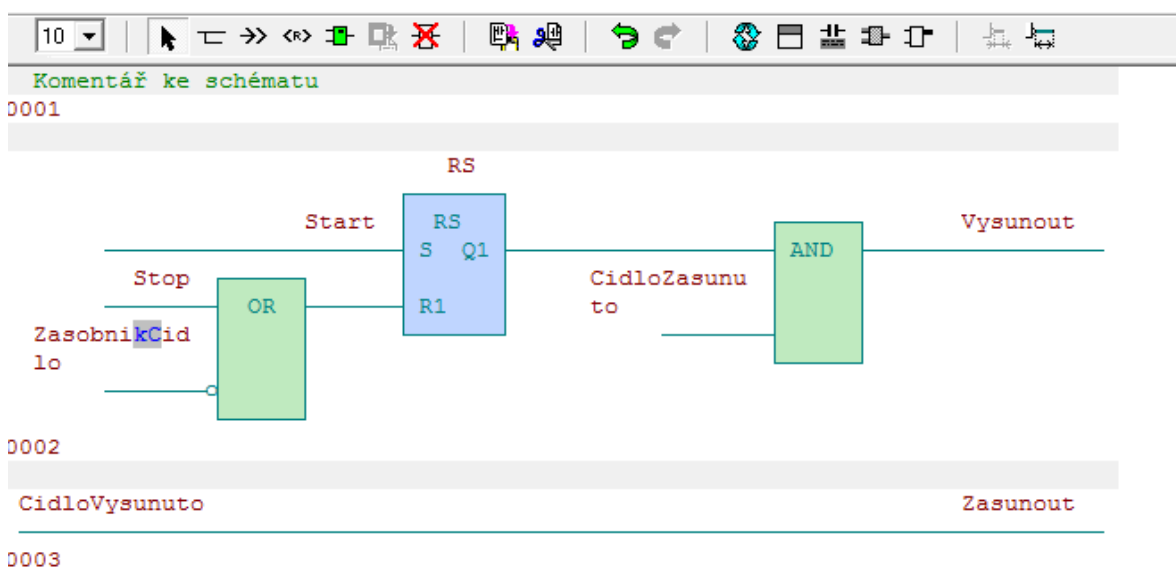 10
Komentář ke schématu
0001
RS
Start
RS
Vysunout
S Q1
AND
Stop
CidloZasunu
to
OR
R1
ZasobnikCid
lo
0002
CidloVysunuto
Zasunout
0003